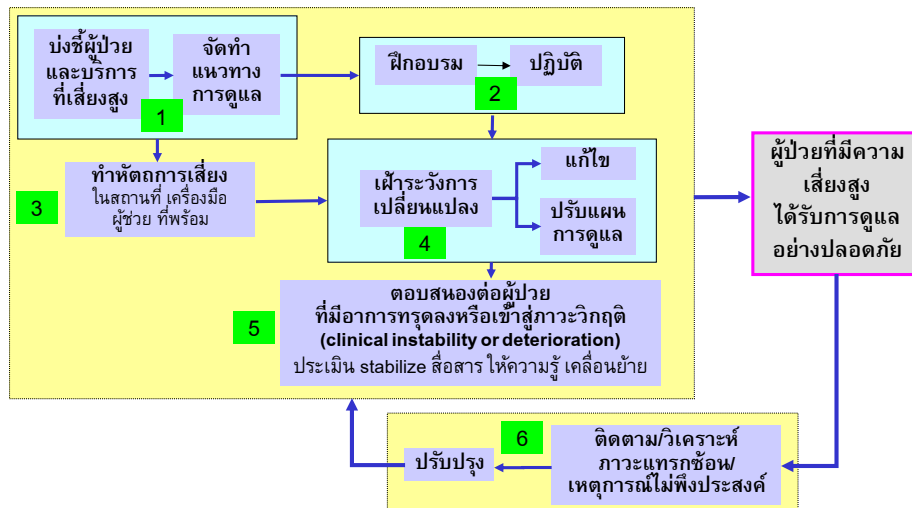 บ่งชี้ผู้ป่วย
และบริการ
ที่เสี่ยงสูง
จัดทำ
แนวทาง
การดูแล
1
ฝึกอบรม
ปฏิบัติ
2
3
ทำหัตถการเสี่ยง
ในสถานที่ เครื่องมือ
ผู้ช่วย ที่พร้อม
เฝ้าระวังการ
เปลี่ยนแปลง
4
แก้ไข
ปรับแผน
การดูแล
ผู้ป่วยที่มีความ
เสี่ยงสูง
ได้รับการดูแล
อย่างปลอดภัย
5
ตอบสนองต่อผู้ปวย
ที่มีอาการทรุดลงหรือเข้าสู่ภาวะวิกฤติ
(clinical instability or deterioration)
ประเมิน stabilize สื่อสาร ให้ความรู้ เคลื่อนย้าย
6
ปรับปรุง
ติดตาม/วิเคราะห์
ภาวะแทรกซ้อน/
เหตุการณ์ไม่พึงประสงค์